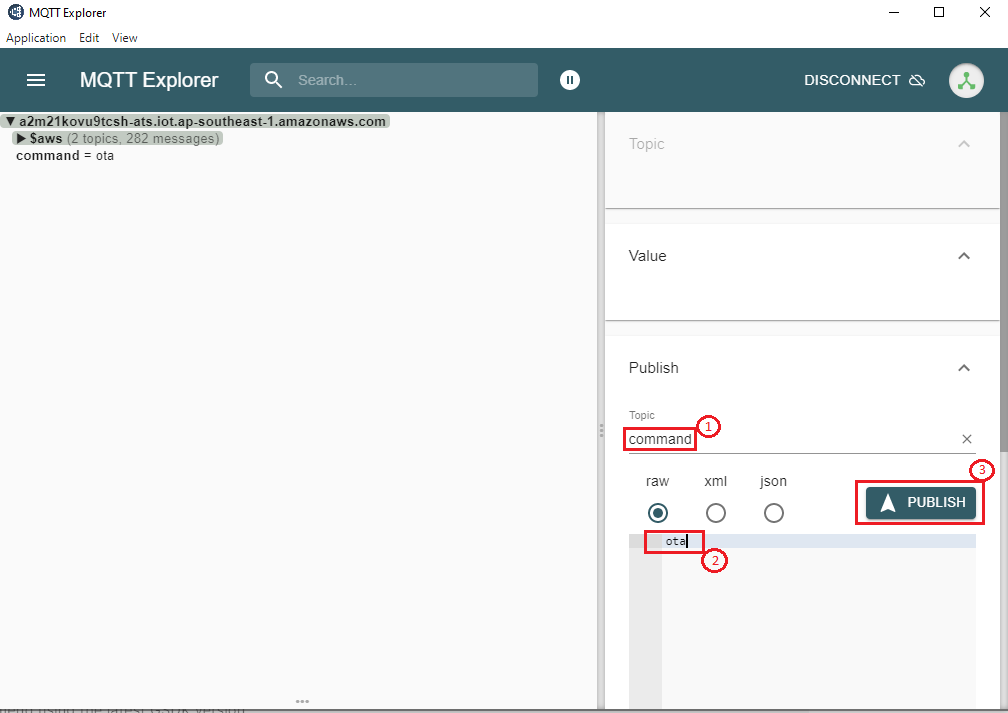 MQTT Explorer
Application Edit View
MQTT Explorer Search... DISCONNECT
▼ a2m21kovu9tcsh-ats.iot.ap-southeast-1.amazonaws.com
▶ $aws (2 topics, 282 messages)
command = ota
Topic
Value
Publish
Topic
command
1
raw xml json
3
PUBLISH
ota
2